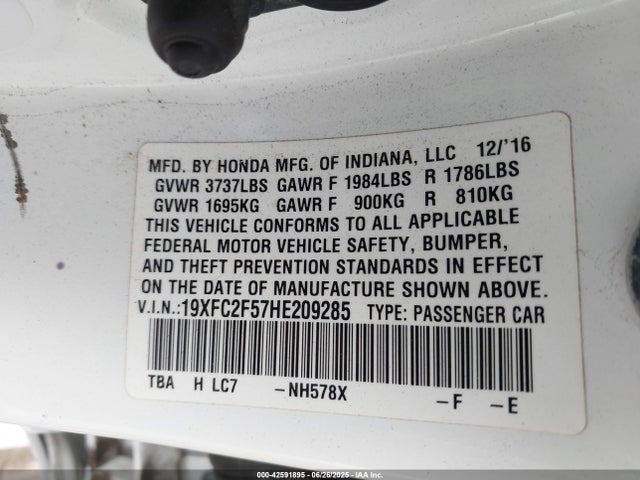 MFD. BY HONDA MFG. OF INDIANA, LLC 12/'16
GVWR 3737LBS GAWR F 1984LBS R 1786LBS
GVWR 1695KG GAWR F 900KG R 810KG
THIS VEHICLE CONFORMS TO ALL APPLICABLE
FEDERAL MOTOR VEHICLE SAFETY, BUMPER,
AND THEFT PREVENTION STANDARDS IN EFFECT
ON THE DATE OF MANUFACTURE SHOWN ABOVE.
V.I.N.:19XFC2F57HE209285 TYPE: PASSENGER CAR
TBA H LC7 -NH578X -F -E
000-42591895 - 06/26/2025 - IAA Inc.